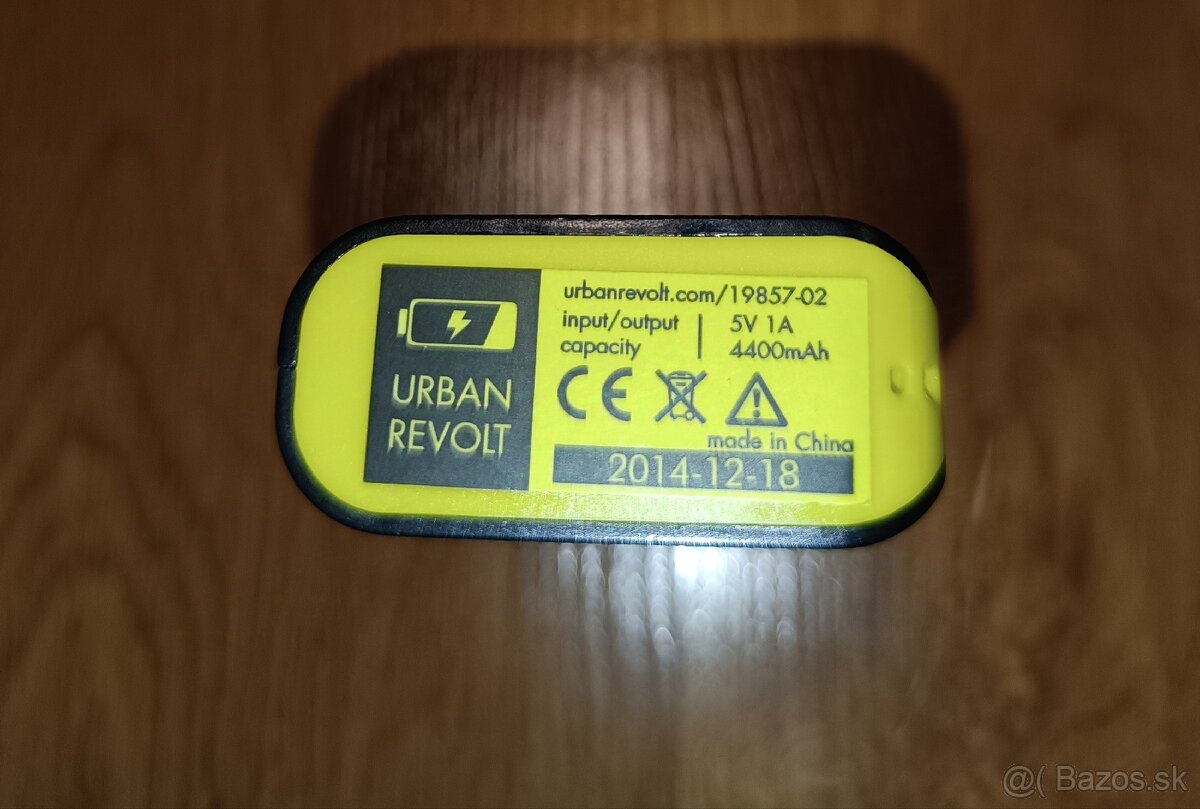 URBAN
REVOLT
urbanrevolt.com/19857-02
input/output | 5V 1A
capacity | 4400mAh
CE
made in China
2014-12-18
@( Bazos.sk